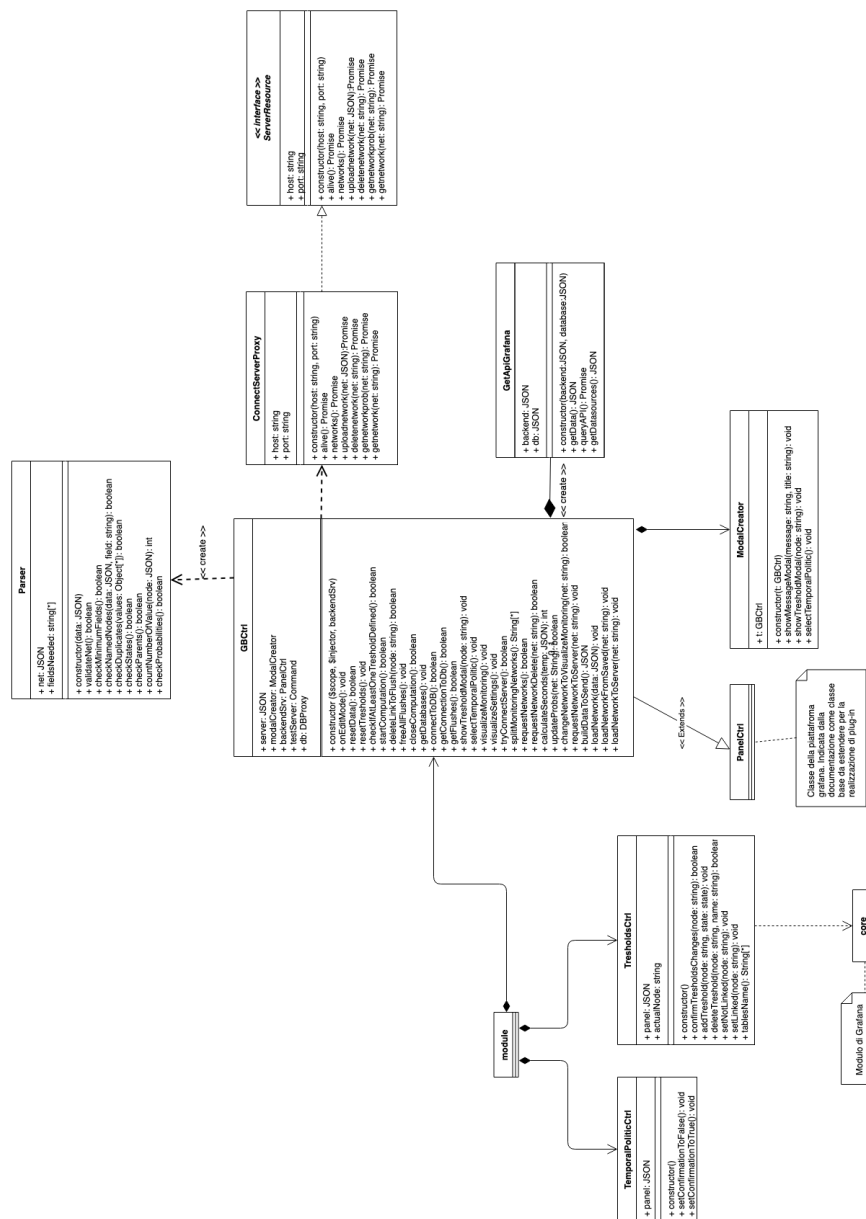 << interface >>
ServerResource
+ host: string
+ port: string
+ constructor(host: string, port: string)
+ alive(): Promise
+ networks(): Promise
+ uploadnetwork(net: JSON):Promise
+ deletenetwork(net: string): Promise
+ getnetworkprob(net: string): Promise
+ getnetwork(net: string): Promise
Parser
+ net: JSON
+ fieldsNeeded: string[*]
+ constructor(data: JSON)
+ validateNet(): boolean
+ checkMinimumFields(): boolean
+ checkNamedNodes(data: JSON, field: string): boolean
+ checkDuplicates(values: Object[*]): boolean
+ checkStates(): boolean
+ checkParents(): boolean
+ countNumberOfValue(node: JSON): int
+ checkProbabilities(): boolean
ConnectServerProxy
+ host: string
+ port: string
+ constructor(host: string, port: string)
+ alive(): Promise
+ networks(): Promise
+ uploadnetwork(net: JSON):Promise
+ deletenetwork(net: string): Promise
+ getnetworkprob(net: string): Promise
+ getnetwork(net: string): Promise
<< create >>
GetApiGrafana
+ backend: JSON
+ db: JSON
+ constructor(backend:JSON, database:JSON)
+ getData(): JSON
+ queryAPI(): Promise
+ getDatasources(): JSON
<< create >>
GBCtrl
+ server: JSON
+ modalCreator: ModalCreator
+ backendSrv: PanelCtrl
+ testServer: Command
+ db: DBProxy
+ constructor ($scope, $injector, backendSrv)
+ onEditMode(): void
+ resetData(): boolean
+ resetTresholds(): void
+ checkIfAtLeastOneTresholdDefined(): boolean
+ startComputation(): boolean
+ deleteLinkToFlush(node: string): boolean
+ freeAllFlushes(): void
+ closeComputation(): boolean
+ getDatabases(): void
+ connectToDB(): boolean
+ getConnectionToDb(): boolean
+ getFlushes(): boolean
+ showTresholdModal(node: string): void
+ selectTemporalPolitic(): void
+ visualizeMonitoring(): void
+ visualizeSettings(): void
+ tryConnectServer(): boolean
+ splitMonitoringNetworks(): String[*]
+ requestNetworks(): boolean
+ requestNetworkDelete(net: string): boolean
+ calculateSeconds(temp: JSON): int
+ updateProbs(net: String): boolean
+ changeNetworkToVisualizeMonitoring(net: string): boolean
+ requestNetworkToServer(net: string): void
+ buildDataToSend(): JSON
+ loadNetwork(data: JSON): void
+ loadNetworkFromSaved(net: string): void
+ loadNetworkToServer(net: string): void
ModalCreator
+ t: GBCtrl
+ constructor(t: GBCtrl)
+ showMessageModal(message: string, title: string): void
+ showTresholdModal(node: string): void
+ selectTemporalPolitic(): void
<< Extends >>
PanelCtrl
Classe della piattadroma
grafana. Indicata dalla
documentazione come classe
base da estendere per la
realizzazione di plug-in
module
TresholdsCtrl
+ panel: JSON
+ actualNode: string
+ constructor()
+ confirmTresholdsChanges(node: string): boolean
+ addTreshold(node: string, state: state): void
+ deleteTreshold(node: string, name: string): boolear
+ setNotLinked(node: string): void
+ setLinked(node: string): void
+ tablesName(): String[*]
core
TemporalPoliticCtrl
+ panel: JSON
+ constructor()
+ setConfirmationToFalse(): void
+ setConfirmationToTrue(): void
Modulo di Grafana